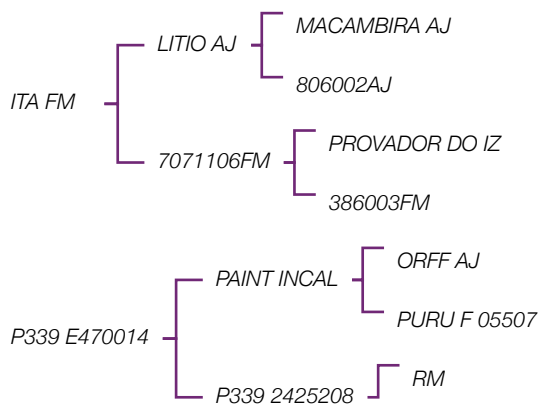 MACAMBIRA AJ
LITIO AJ
806002AJ
ITA FM
PROVADOR DO IZ
7071106FM
386003FM
ORFF AJ
PAINT INCAL
PURU F 05507
P339 E470014
RM
P339 2425208